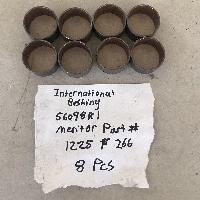 International
Bushing
56098R1
meritor Part #
1225 F 266
8 Pcs